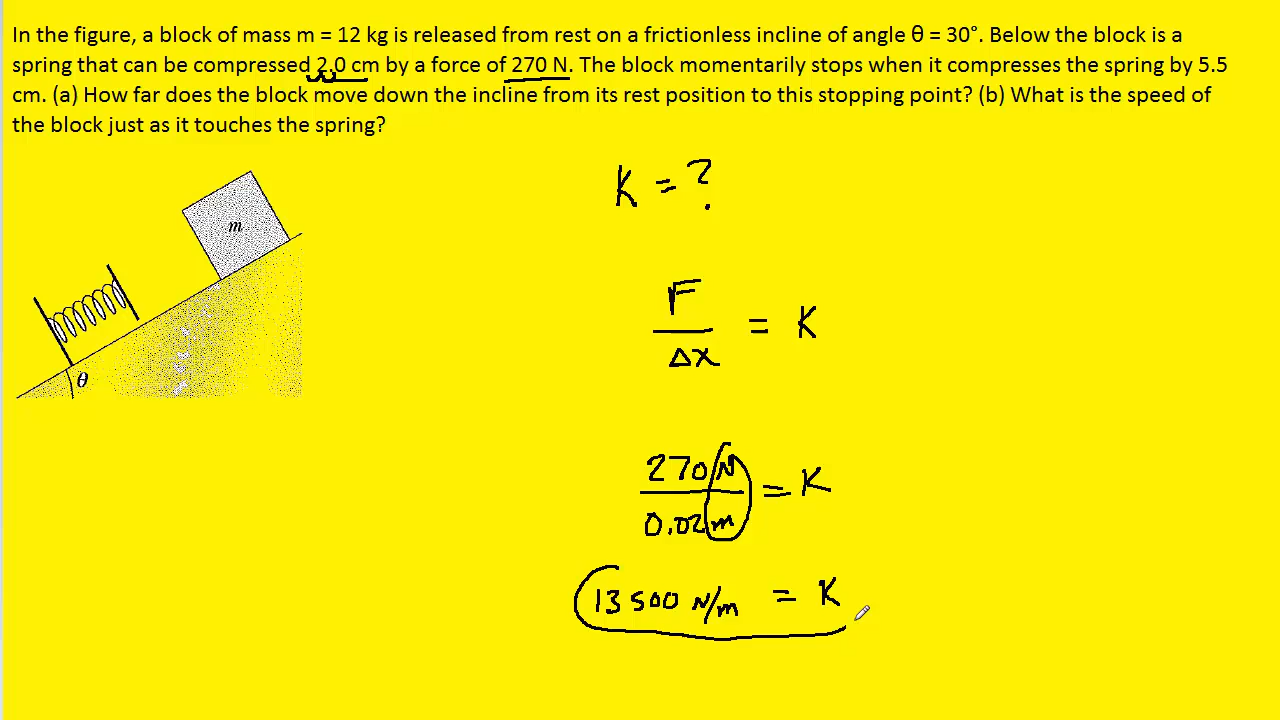 In the figure, a block of mass m = 12 kg is released from rest on a frictionless incline of angle θ = 30°. Below the block is a
spring that can be compressed 2.0 cm by a force of 270 N. The block momentarily stops when it compresses the spring by 5.5
cm. (a) How far does the block move down the incline from its rest position to this stopping point? (b) What is the speed of
the block just as it touches the spring?
K = ?
m
F
Δx
= K
θ
270 N
0.02 m
= K
13500 N/m = K